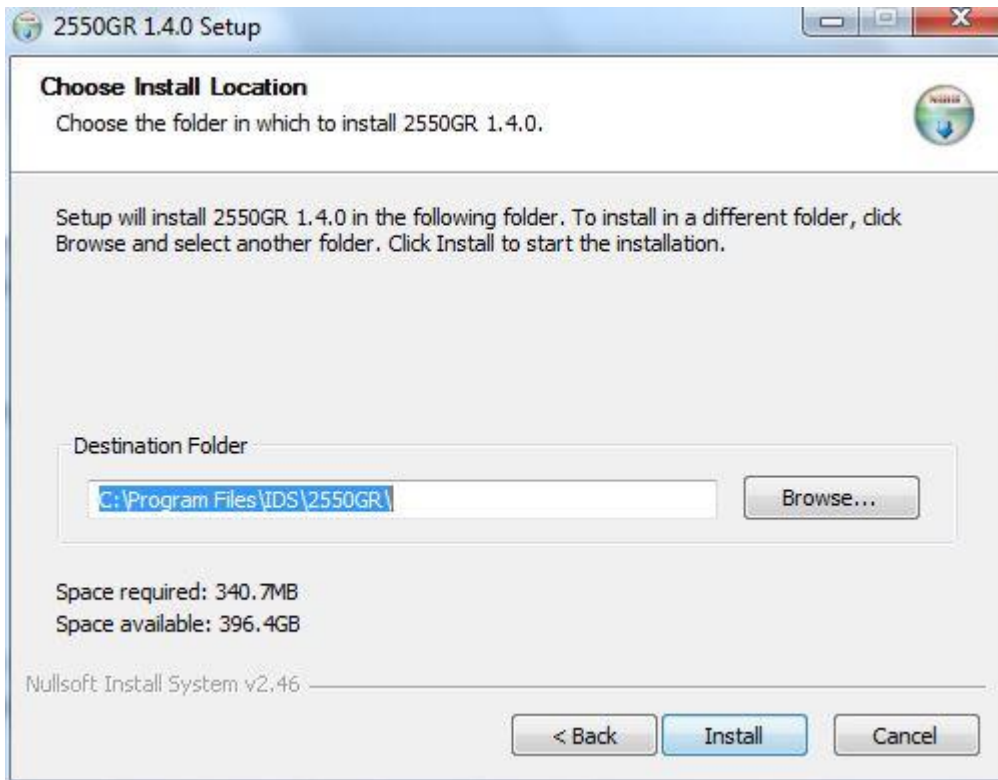 2550GR 1.4.0 Setup
Choose Install Location
Choose the folder in which to install 2550GR 1.4.0.
Setup will install 2550GR 1.4.0 in the following folder. To install in a different folder, click
Browse and select another folder. Click Install to start the installation.
Destination Folder
C:\Program Files\IDS\2550GR\
Browse...
Space required: 340.7MB
Space available: 396.4GB
Nullsoft Install System v2.46
< Back
Install
Cancel